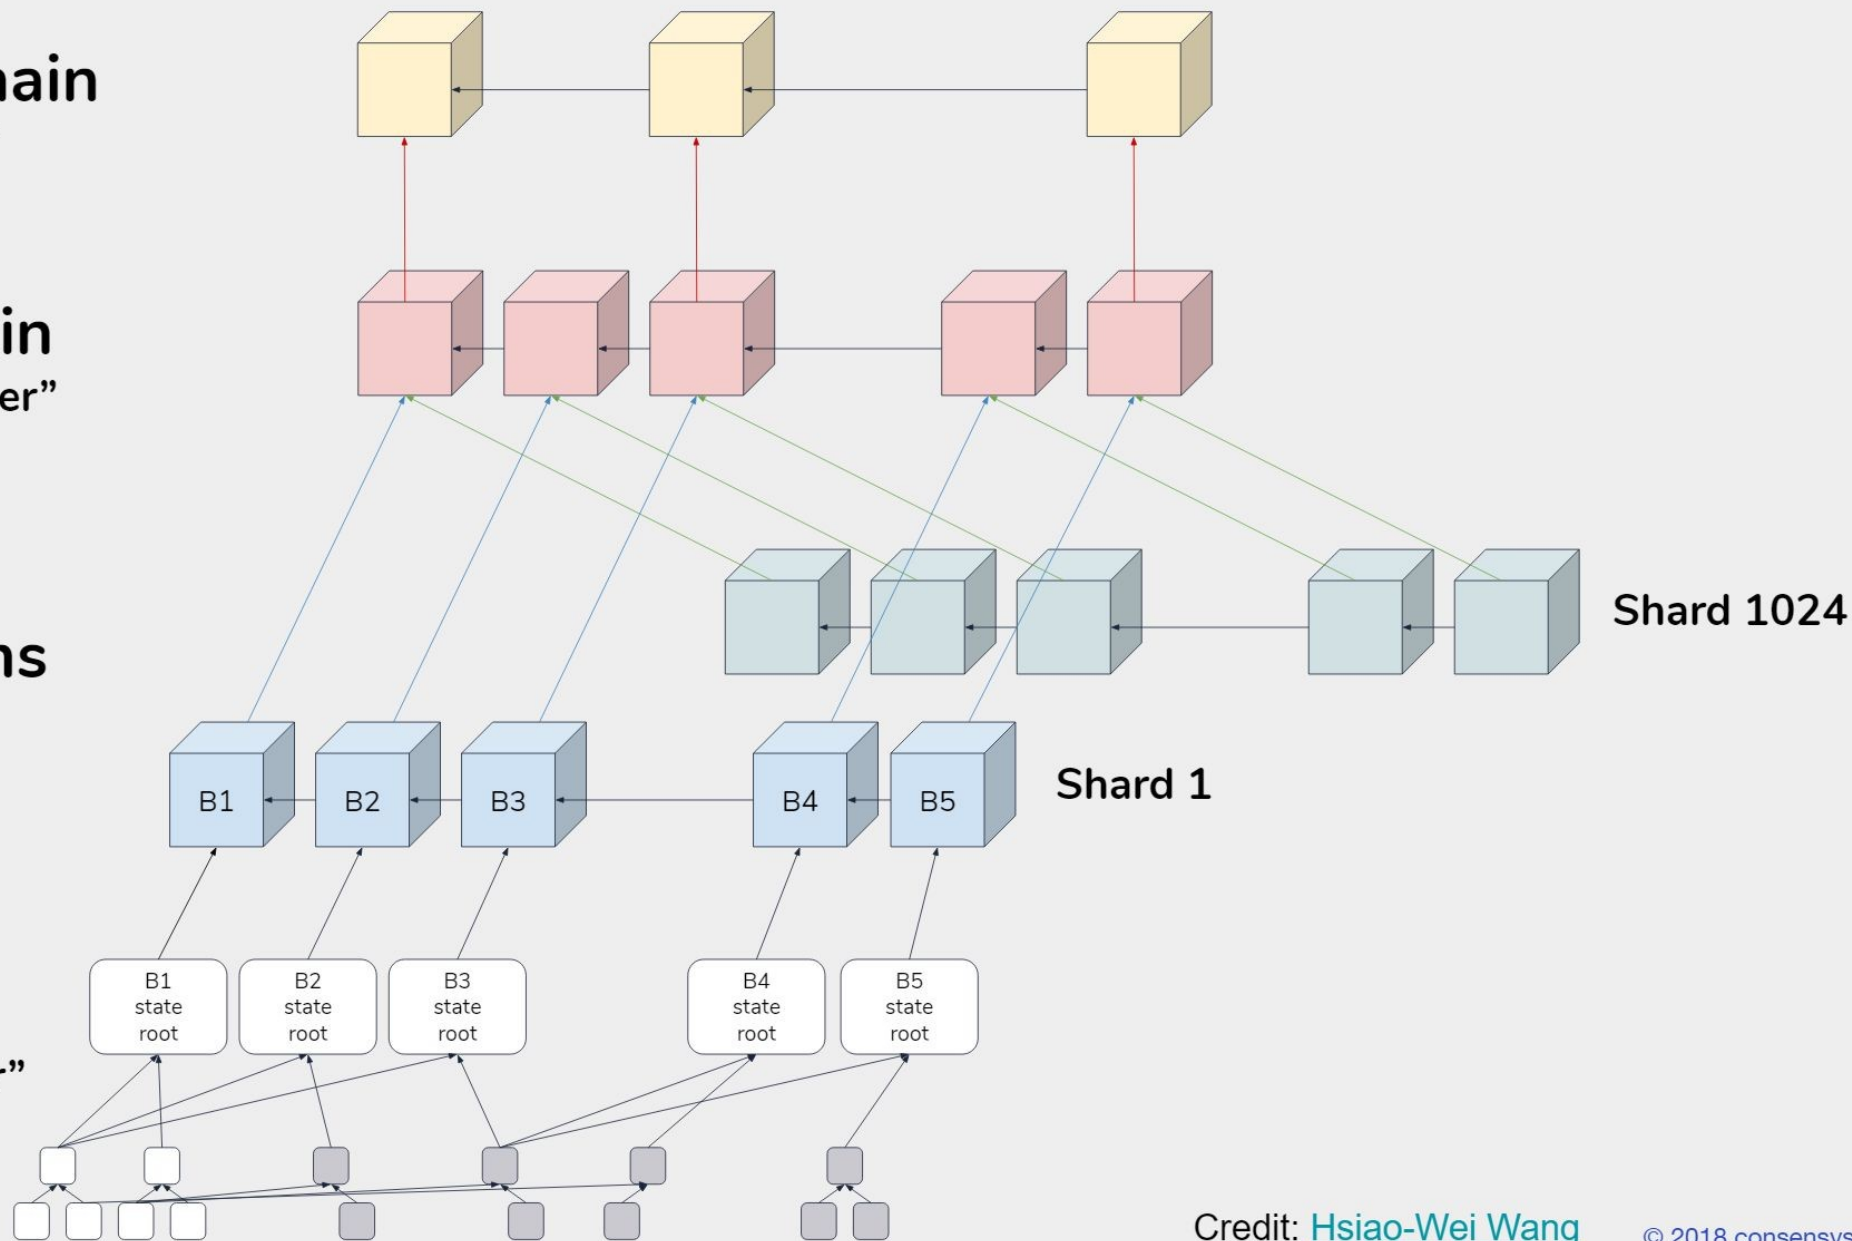 hain
in
er”
Shard 1024
ns
B1
B2
B3
B4
B5
Shard 1
B1
state
root
B2
state
root
B3
state
root
B4
state
root
B5
state
root
r”
Credit: Hsiao-Wei Wang
© 2018 consensys